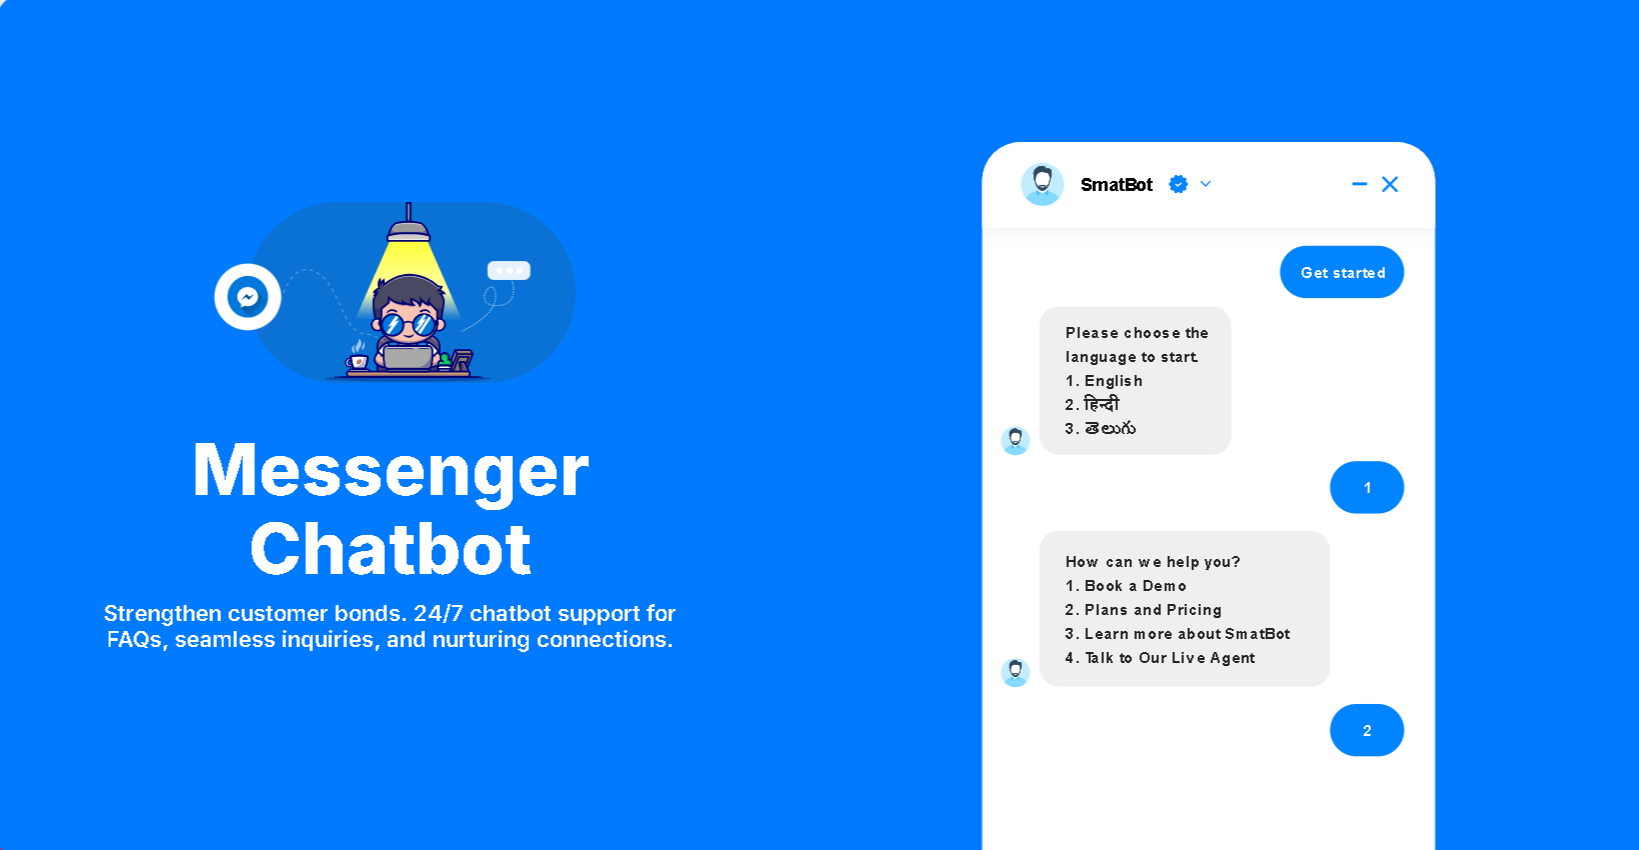 Messenger
Chatbot
Strengthen customer bonds. 24/7 chatbot support for
FAQs, seamless inquiries, and nurturing connections.
SmatBot
Get started
Please choose the
language to start.
1. English
2. हिन्दी
3. తెలుగు
1
How can we help you?
1. Book a Demo
2. Plans and Pricing
3. Learn more about SmatBot
4. Talk to Our Live Agent
2